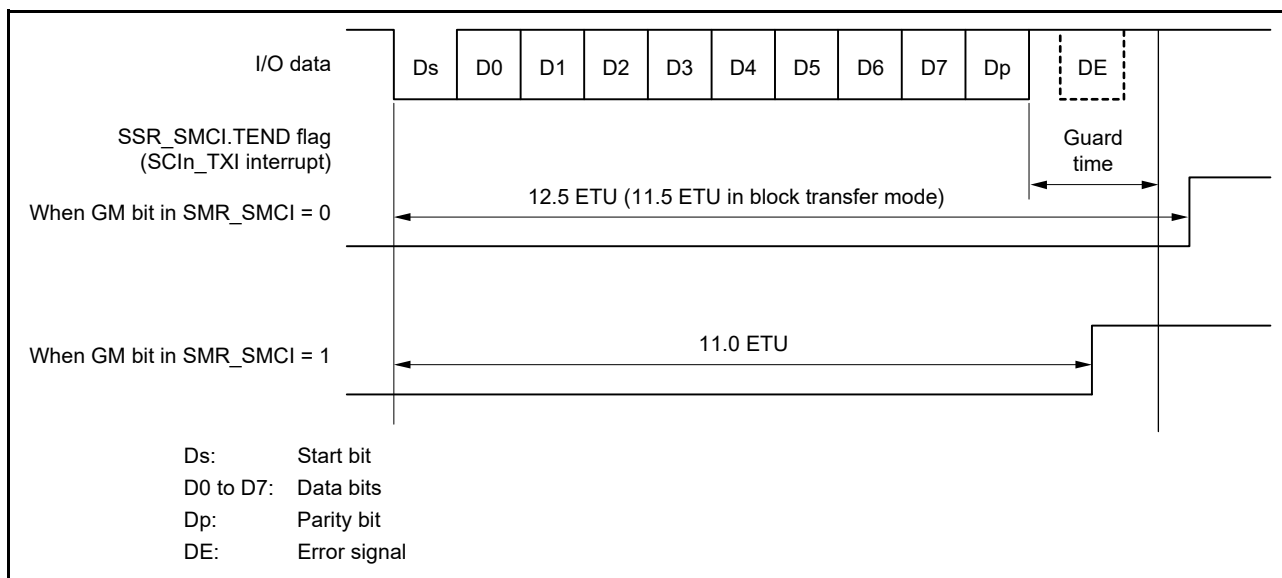 I/O data
Ds D0 D1 D2 D3 D4 D5 D6 D7 Dp DE
SSR_SMCI.TEND flag
(SCIn_TXI interrupt)
Guard
time
When GM bit in SMR_SMCI = 0
12.5 ETU (11.5 ETU in block transfer mode)
When GM bit in SMR_SMCI = 1
11.0 ETU
Ds: Start bit
D0 to D7: Data bits
Dp: Parity bit
DE: Error signal